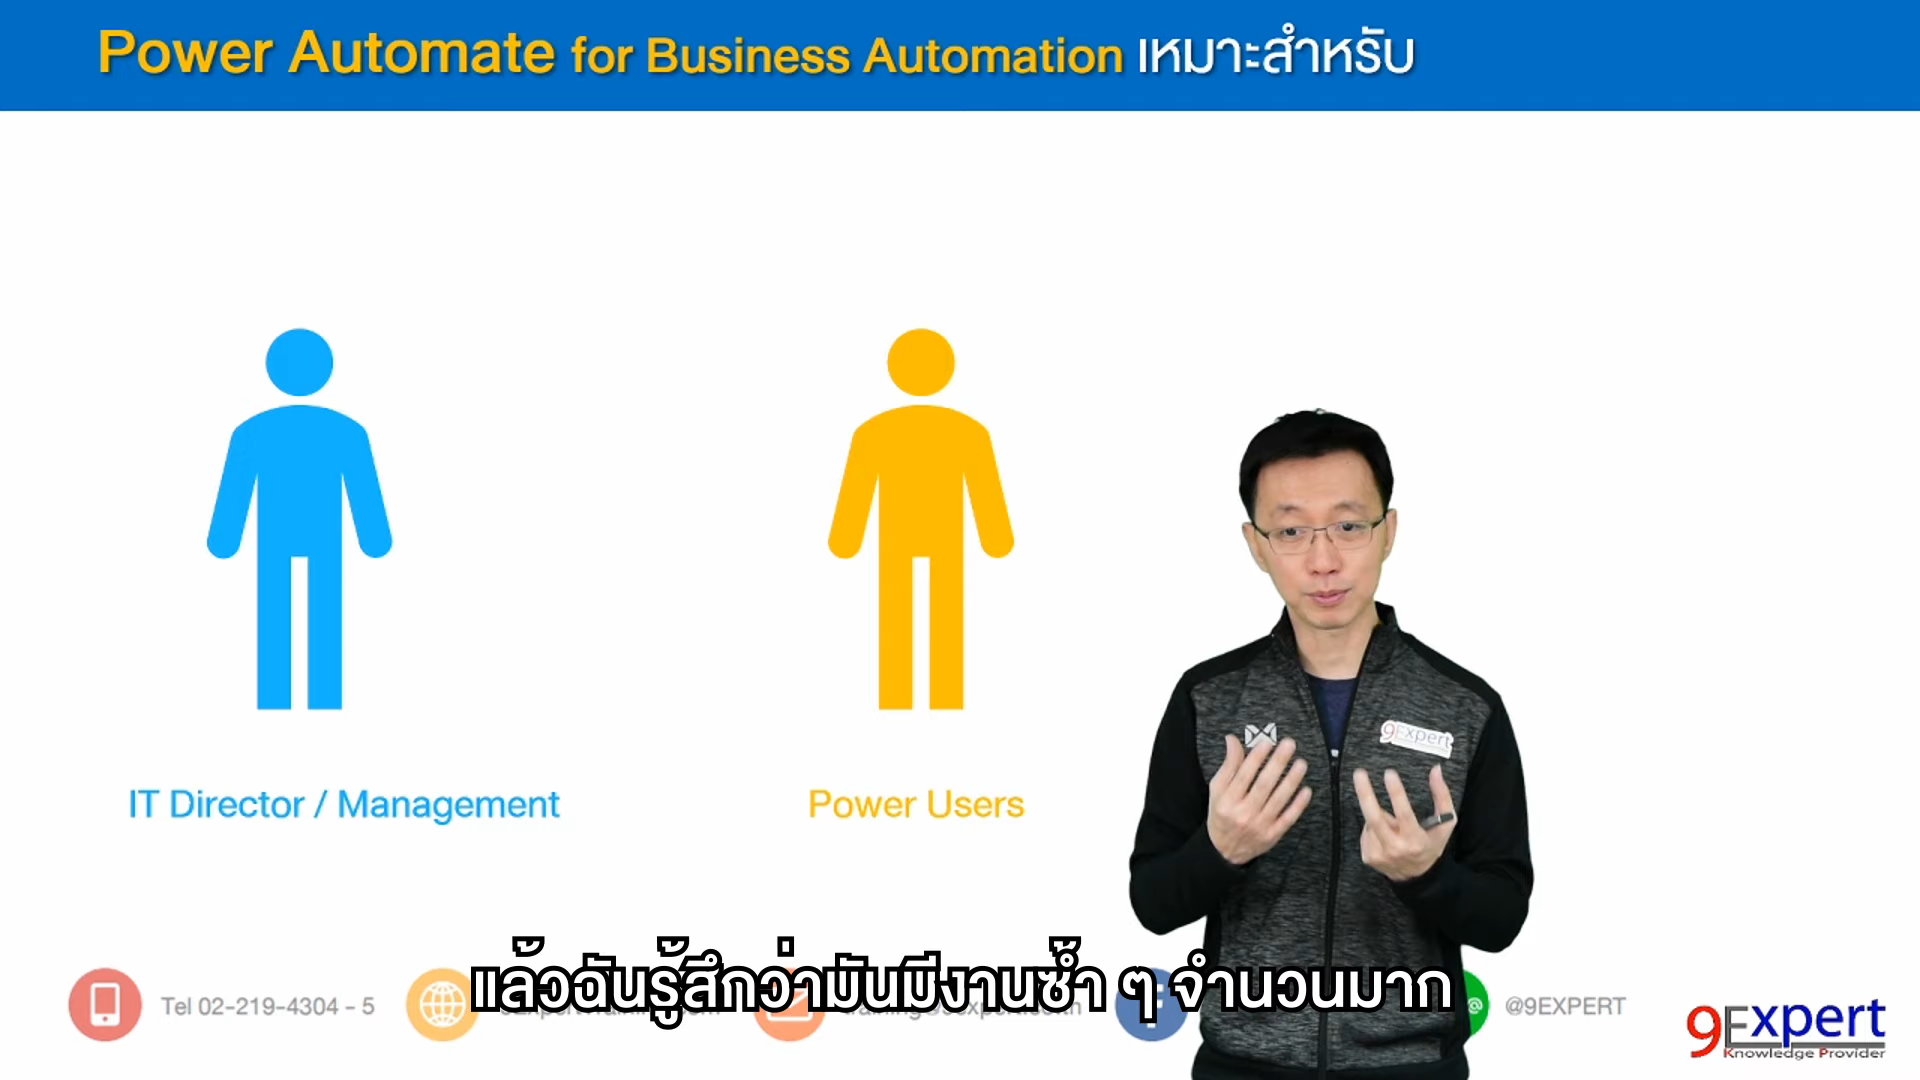 Power Automate for Business Automation เหมาะสำหรับ
9Expert
IT Director / Management
Power Users
แล้วฉันรู้สึกว่ามันมีงานซ้ำ ๆ จำนวนมาก
Tel 02-219-4304 - 5
@9EXPERT
9Expert
Knowledge Provider